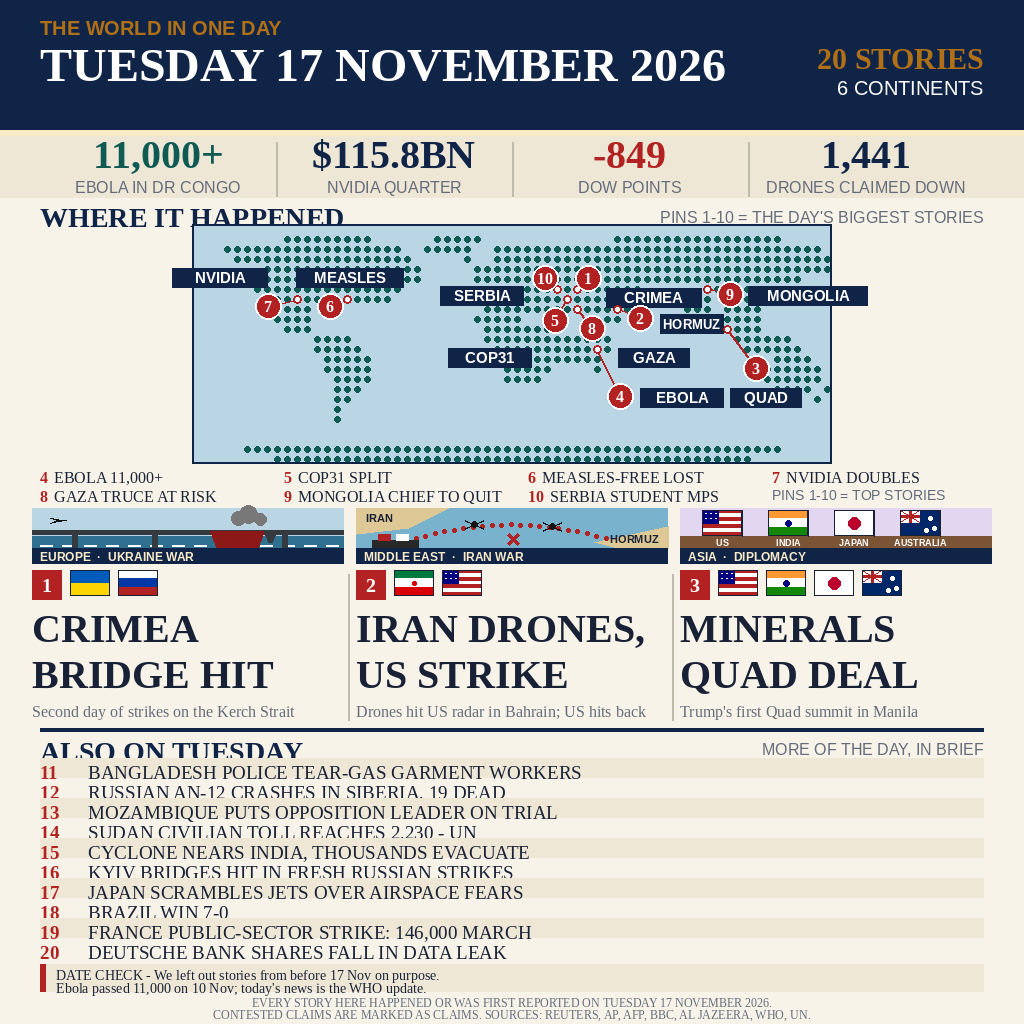 THE WORLD IN ONE DAY
TUESDAY 17 NOVEMBER 2026
20 STORIES
6 CONTINENTS
11,000+
EBOLA IN DR CONGO
$115.8BN
NVIDIA QUARTER
-849
DOW POINTS
1,441
DRONES CLAIMED DOWN
WHERE IT HAPPENED
PINS 1-10 = THE DAY'S BIGGEST STORIES
NVIDIA
MEASLES
SERBIA
CRIMEA
MONGOLIA
HORMUZ
COP31
GAZA
EBOLA
QUAD
10
1
9
7
6
5
2
8
3
4
4 EBOLA 11,000+
5 COP31 SPLIT
6 MEASLES-FREE LOST
7 NVIDIA DOUBLES
8 GAZA TRUCE AT RISK
9 MONGOLIA CHIEF TO QUIT
10 SERBIA STUDENT MPS
PINS 1-10 = TOP STORIES
EUROPE · UKRAINE WAR
IRAN
HORMUZ
MIDDLE EAST · IRAN WAR
US
INDIA
JAPAN
AUSTRALIA
ASIA · DIPLOMACY
1
CRIMEA
BRIDGE HIT
Second day of strikes on the Kerch Strait
2
IRAN DRONES,
US STRIKE
Drones hit US radar in Bahrain; US hits back
3
MINERALS
QUAD DEAL
Trump's first Quad summit in Manila
ALSO ON TUESDAY
MORE OF THE DAY, IN BRIEF
11 BANGLADESH POLICE TEAR-GAS GARMENT WORKERS
12 RUSSIAN AN-12 CRASHES IN SIBERIA, 19 DEAD
13 MOZAMBIQUE PUTS OPPOSITION LEADER ON TRIAL
14 SUDAN CIVILIAN TOLL REACHES 2,230 - UN
15 CYCLONE NEARS INDIA, THOUSANDS EVACUATE
16 KYIV BRIDGES HIT IN FRESH RUSSIAN STRIKES
17 JAPAN SCRAMBLES JETS OVER AIRSPACE FEARS
18 BRAZIL WIN 7-0
19 FRANCE PUBLIC-SECTOR STRIKE: 146,000 MARCH
20 DEUTSCHE BANK SHARES FALL IN DATA LEAK
DATE CHECK - We left out stories from before 17 Nov on purpose.
Ebola passed 11,000 on 10 Nov; today's news is the WHO update.
EVERY STORY HERE HAPPENED OR WAS FIRST REPORTED ON TUESDAY 17 NOVEMBER 2026.
CONTESTED CLAIMS ARE MARKED AS CLAIMS. SOURCES: REUTERS, AP, AFP, BBC, AL JAZEERA, WHO, UN.